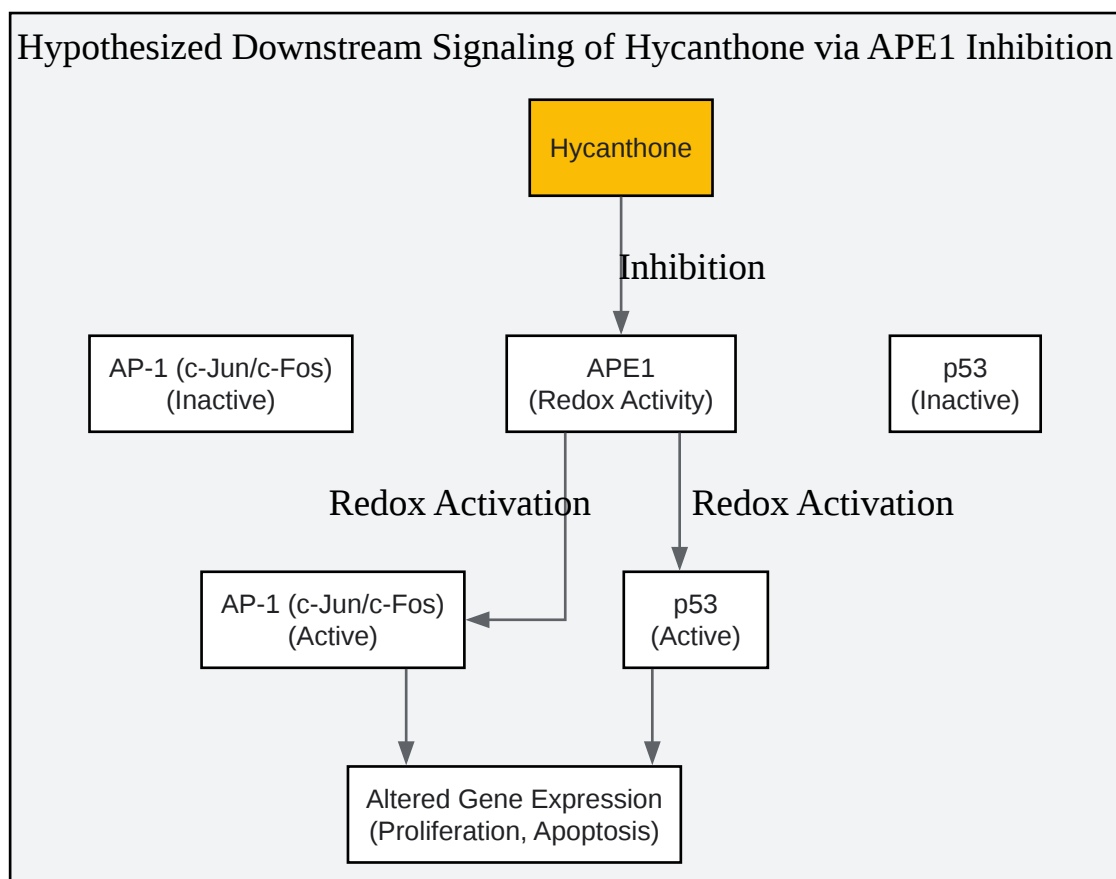 Hypothesized Downstream Signaling of Hycanthone via APE1 Inhibition
Hycanthone
Inhibition
AP-1 (c-Jun/c-Fos)
(Inactive)
APE1
(Redox Activity)
p53
(Inactive)
Redox Activation
Redox Activation
AP-1 (c-Jun/c-Fos)
(Active)
p53
(Active)
Altered Gene Expression
(Proliferation, Apoptosis)